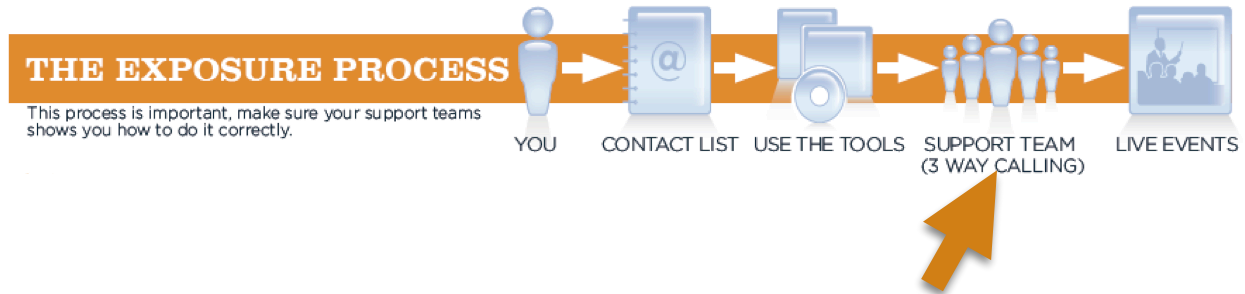 THE EXPOSURE PROCESS
This process is important, make sure your support teams
shows you how to do it correctly.
@
YOU
CONTACT LIST
USE THE TOOLS
SUPPORT TEAM
(3 WAY CALLING)
LIVE EVENTS